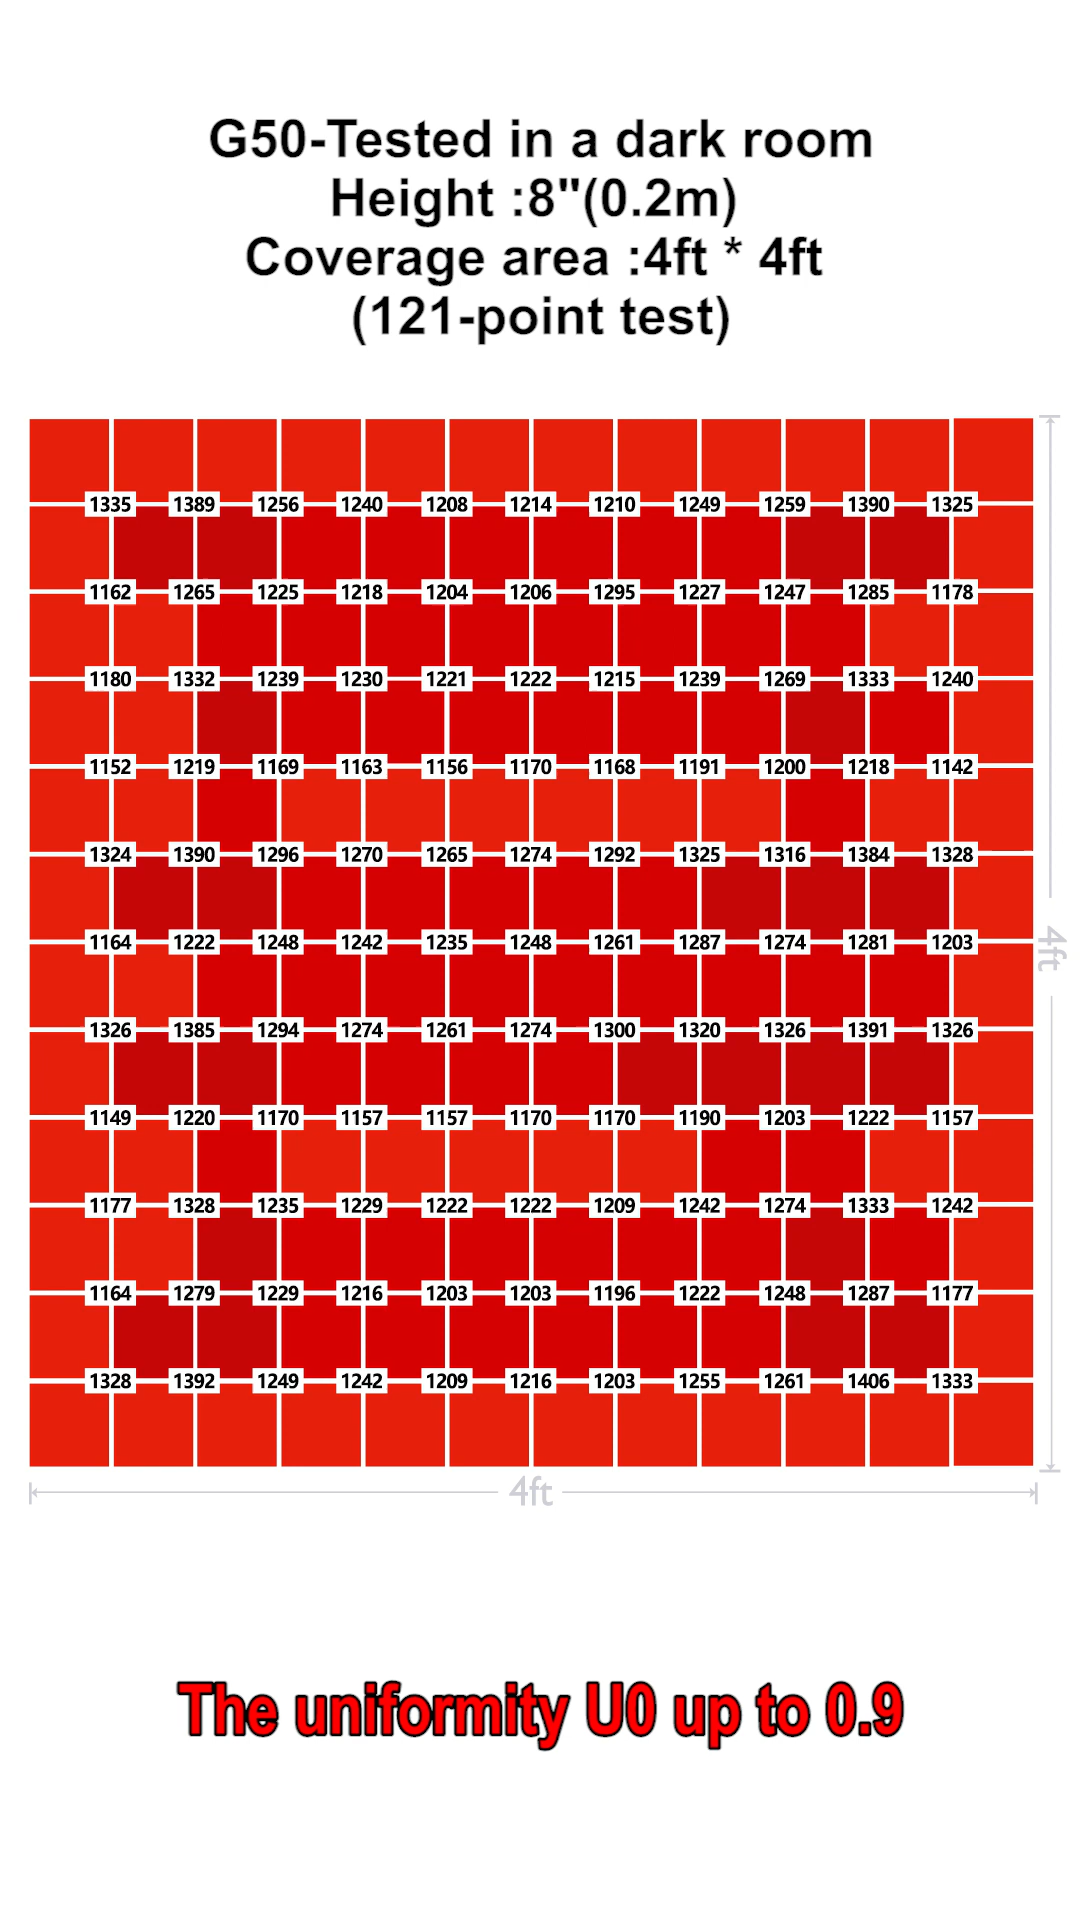 G50-Tested in a dark room
Height :8"(0.2m)
Coverage area :4ft * 4ft
(121-point test)
1335 1389 1256 1240 1208 1214 1210 1249 1259 1390 1325
1162 1265 1225 1218 1204 1206 1295 1227 1247 1285 1178
1180 1332 1239 1230 1221 1222 1215 1239 1269 1333 1240
1152 1219 1169 1163 1156 1170 1168 1191 1200 1218 1142
1324 1390 1296 1270 1265 1274 1292 1325 1316 1384 1328
1164 1222 1248 1242 1235 1248 1261 1287 1274 1281 1203
4ft
1326 1385 1294 1274 1261 1274 1300 1320 1326 1391 1326
1149 1220 1170 1157 1157 1170 1170 1190 1203 1222 1157
1177 1328 1235 1229 1222 1222 1209 1242 1274 1333 1242
1164 1279 1229 1216 1203 1203 1196 1222 1248 1287 1177
1328 1392 1249 1242 1209 1216 1203 1255 1261 1406 1333
4ft
The uniformity U0 up to 0.9